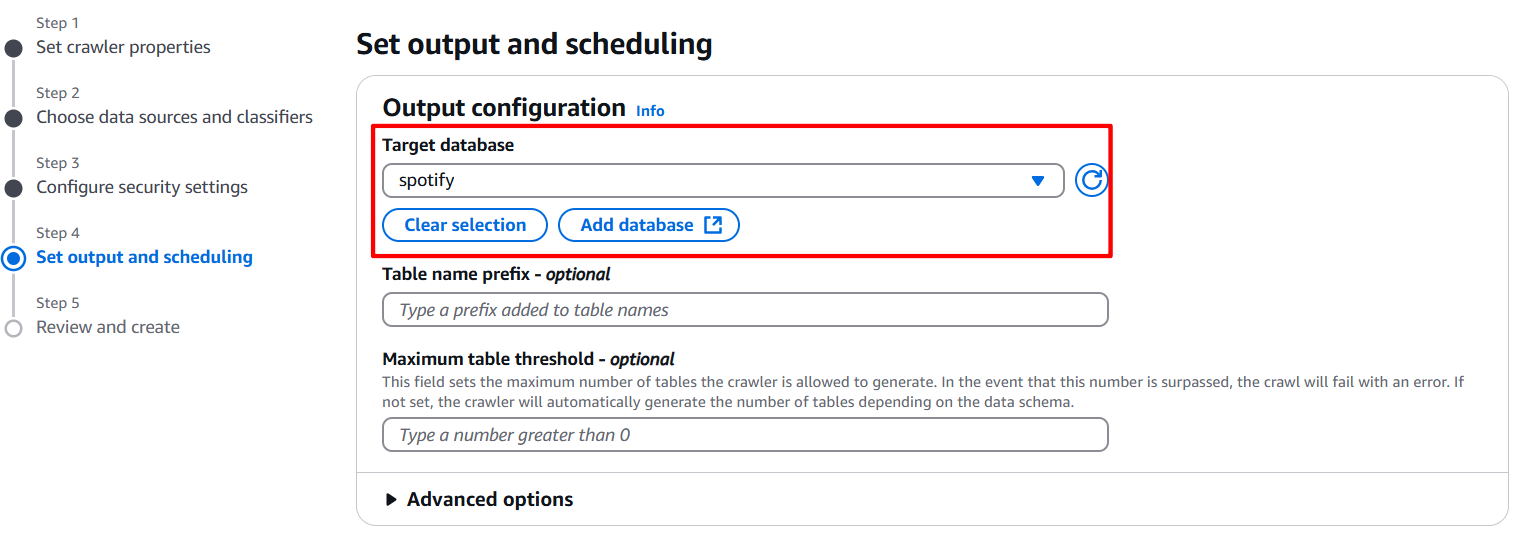 Step 1
Set crawler properties
Step 2
Choose data sources and classifiers
Step 3
Configure security settings
Step 4
Set output and scheduling
Step 5
Review and create
Set output and scheduling
Output configuration Info
Target database
spotify
Clear selection Add database
Table name prefix - optional
Type a prefix added to table names
Maximum table threshold - optional
This field sets the maximum number of tables the crawler is allowed to generate. In the event that this number is surpassed, the crawl will fail with an error. If
not set, the crawler will automatically generate the number of tables depending on the data schema.
Type a number greater than 0
Advanced options